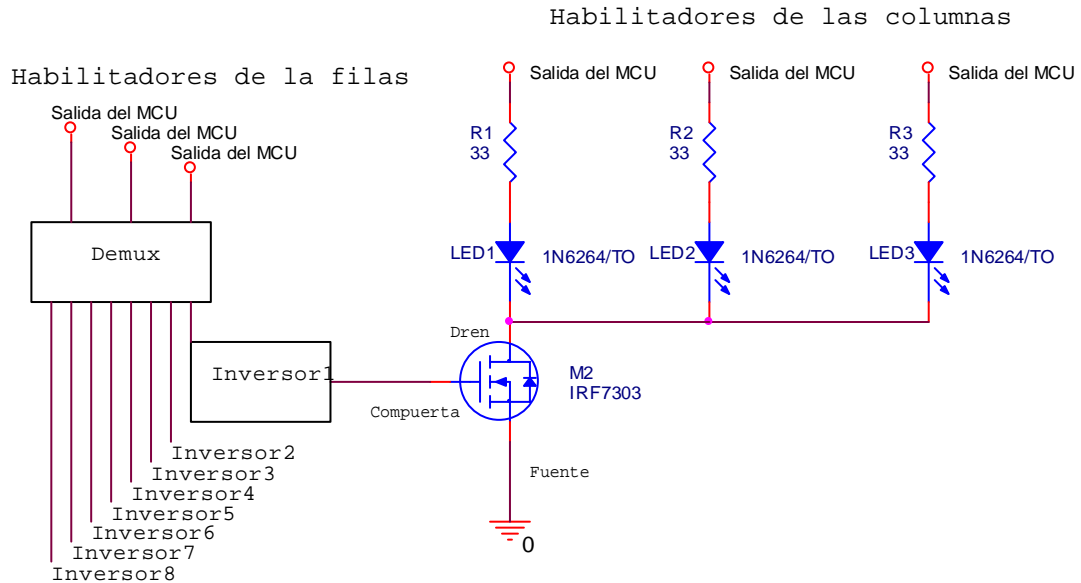 Habilitadores de las columnas
Habilitadores de la filas
Salida del MCU
Salida del MCU
Salida del MCU
Salida del MCU
Salida del MCU
Salida del MCU
R1
33
R2
33
R3
33
Demux
LED1
1N6264/TO
LED2
1N6264/TO
LED3
1N6264/TO
Dren
Inversor1
M2
IRF7303
Compuerta
Fuente
Inversor2
Inversor3
Inversor4
Inversor5
Inversor6
Inversor7
Inversor8
0